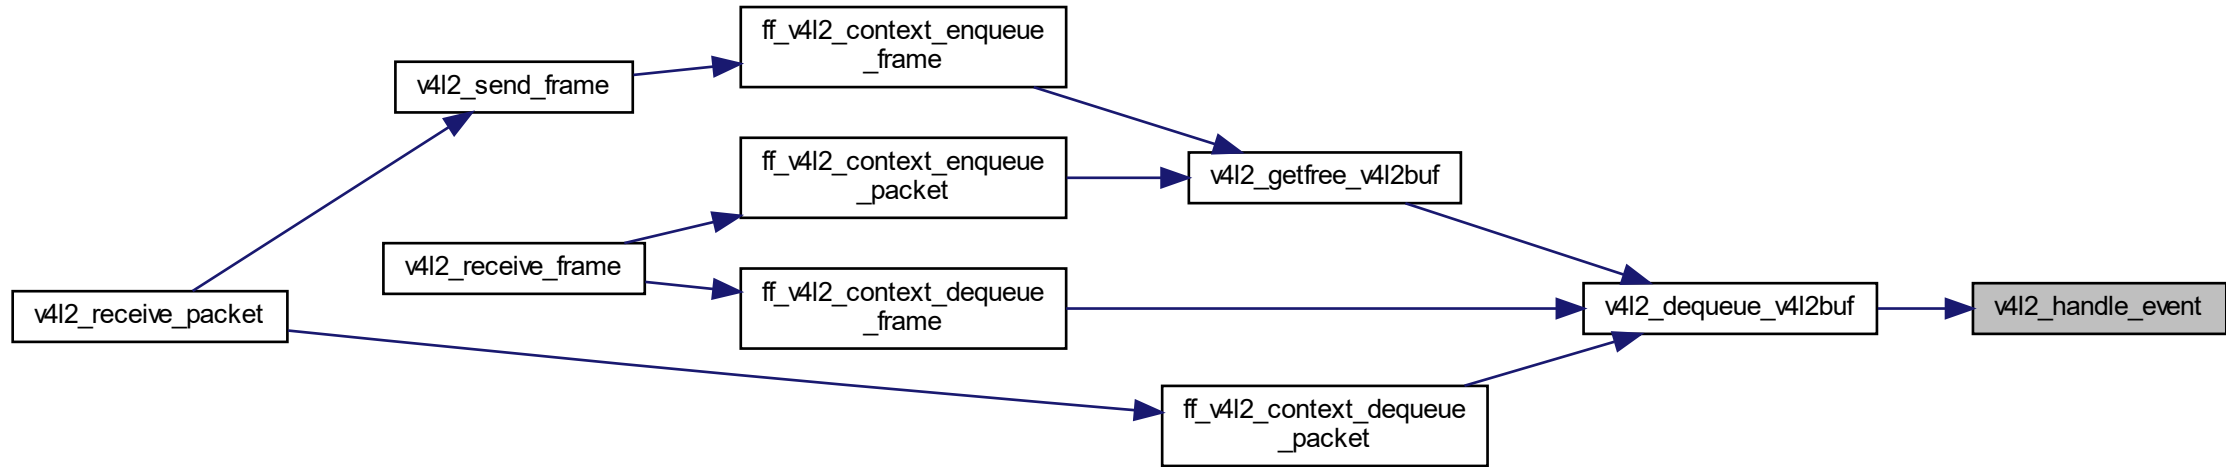 ff_v4l2_context_enqueue
_frame
v4l2_send_frame
ff_v4l2_context_enqueue
_packet
v4l2_getfree_v4l2buf
v4l2_receive_frame
ff_v4l2_context_dequeue
_frame
v4l2_receive_packet
v4l2_dequeue_v4l2buf
v4l2_handle_event
ff_v4l2_context_dequeue
_packet